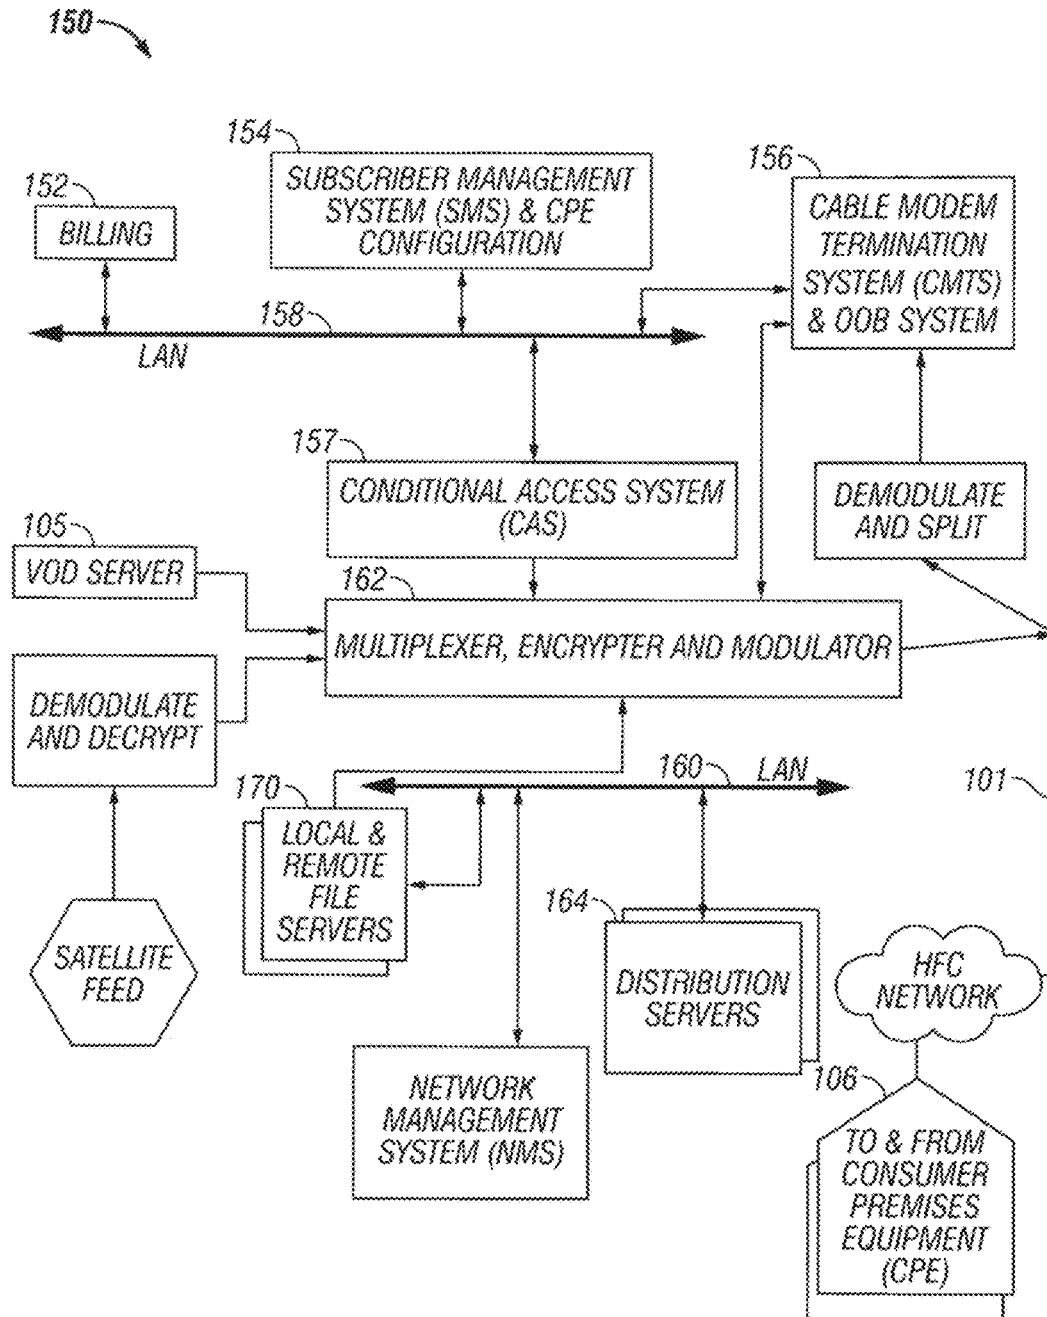 150
154
SUBSCRIBER MANAGEMENT
SYSTEM (SMS) & CPE
CONFIGURATION
156
CABLE MODEM
TERMINATION
SYSTEM (CMTS)
& OOB SYSTEM
152
BILLING
158
LAN
157
CONDITIONAL ACCESS SYSTEM
(CAS)
DEMODULATE
AND SPLIT
105
VOD SERVER
162
MULTIPLEXER, ENCRYPTER AND MODULATOR
DEMODULATE
AND DECRYPT
160
LAN
101
170
LOCAL &
REMOTE
FILE
SERVERS
164
DISTRIBUTION
SERVERS
SATELLITE
FEED
HFC
NETWORK
NETWORK
MANAGEMENT
SYSTEM (NMS)
106
TO & FROM
CONSUMER
PREMISES
EQUIPMENT
(CPE)